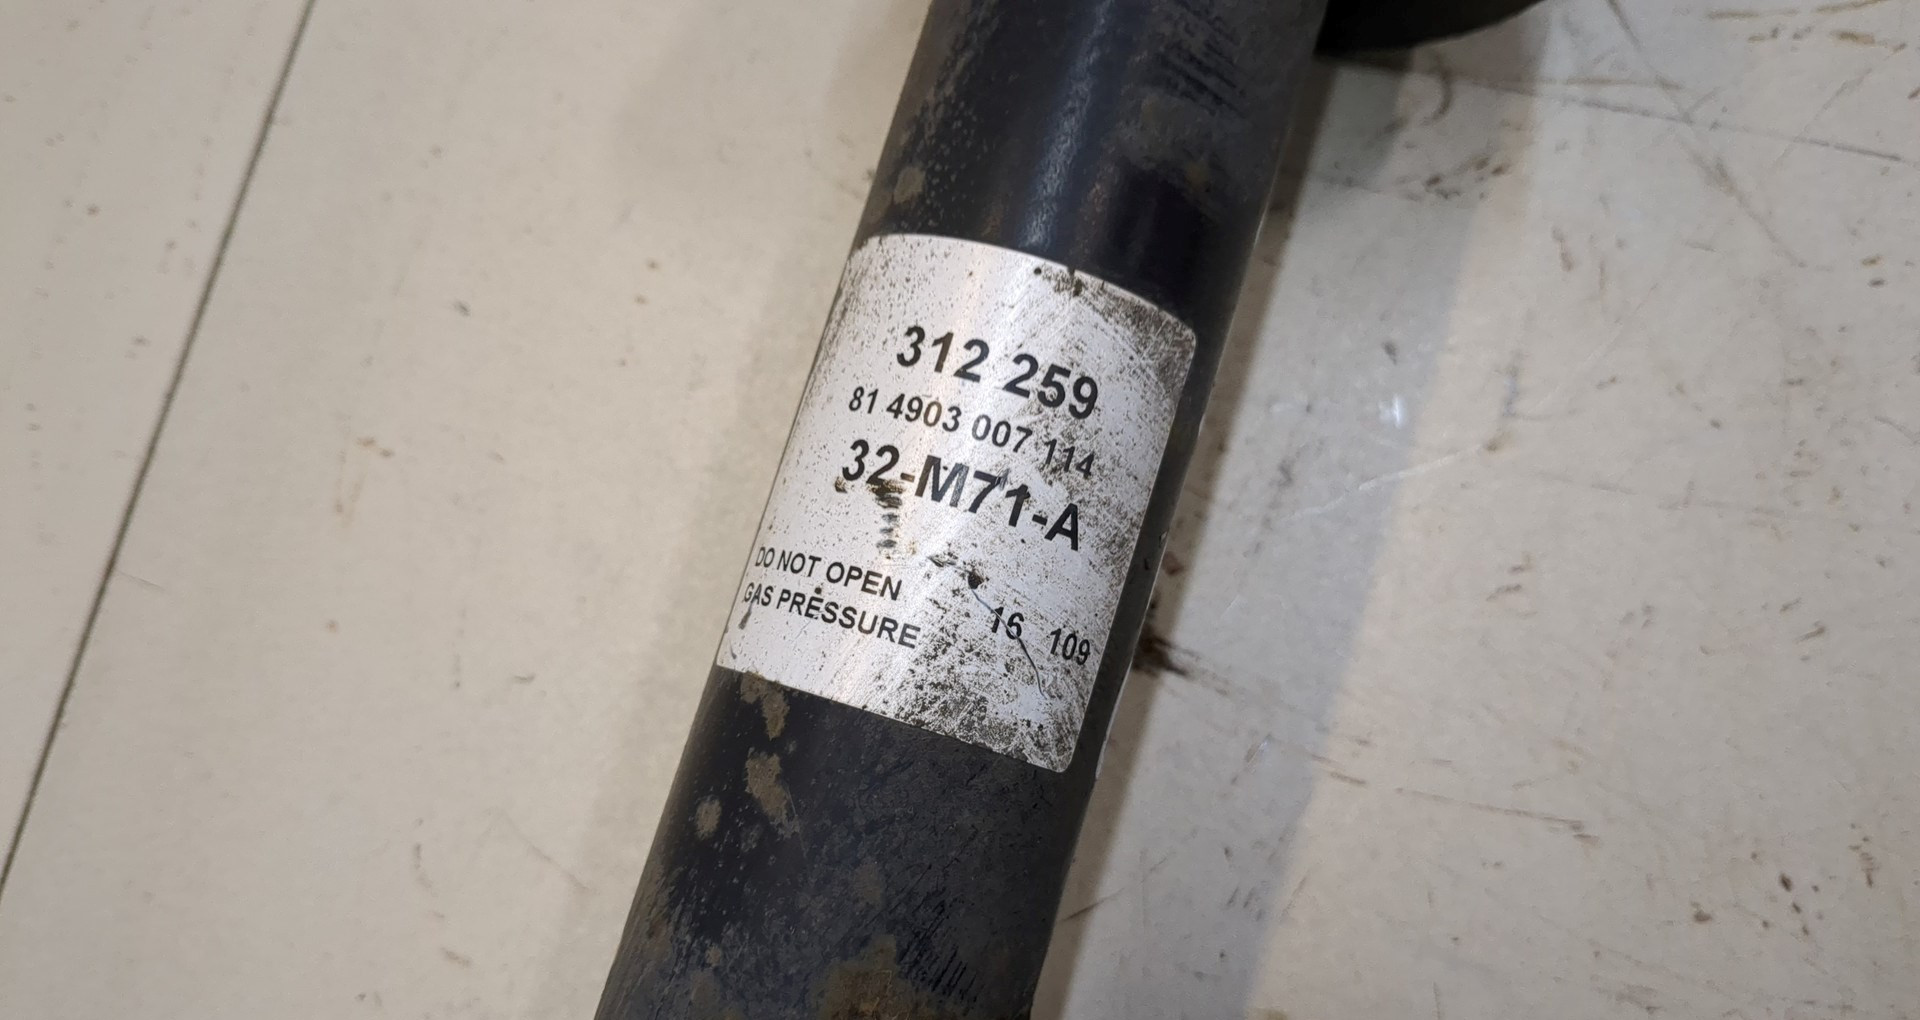 312 259
81 4903 007 114
32-M71-A
DO NOT OPEN
GAS PRESSURE 16 109